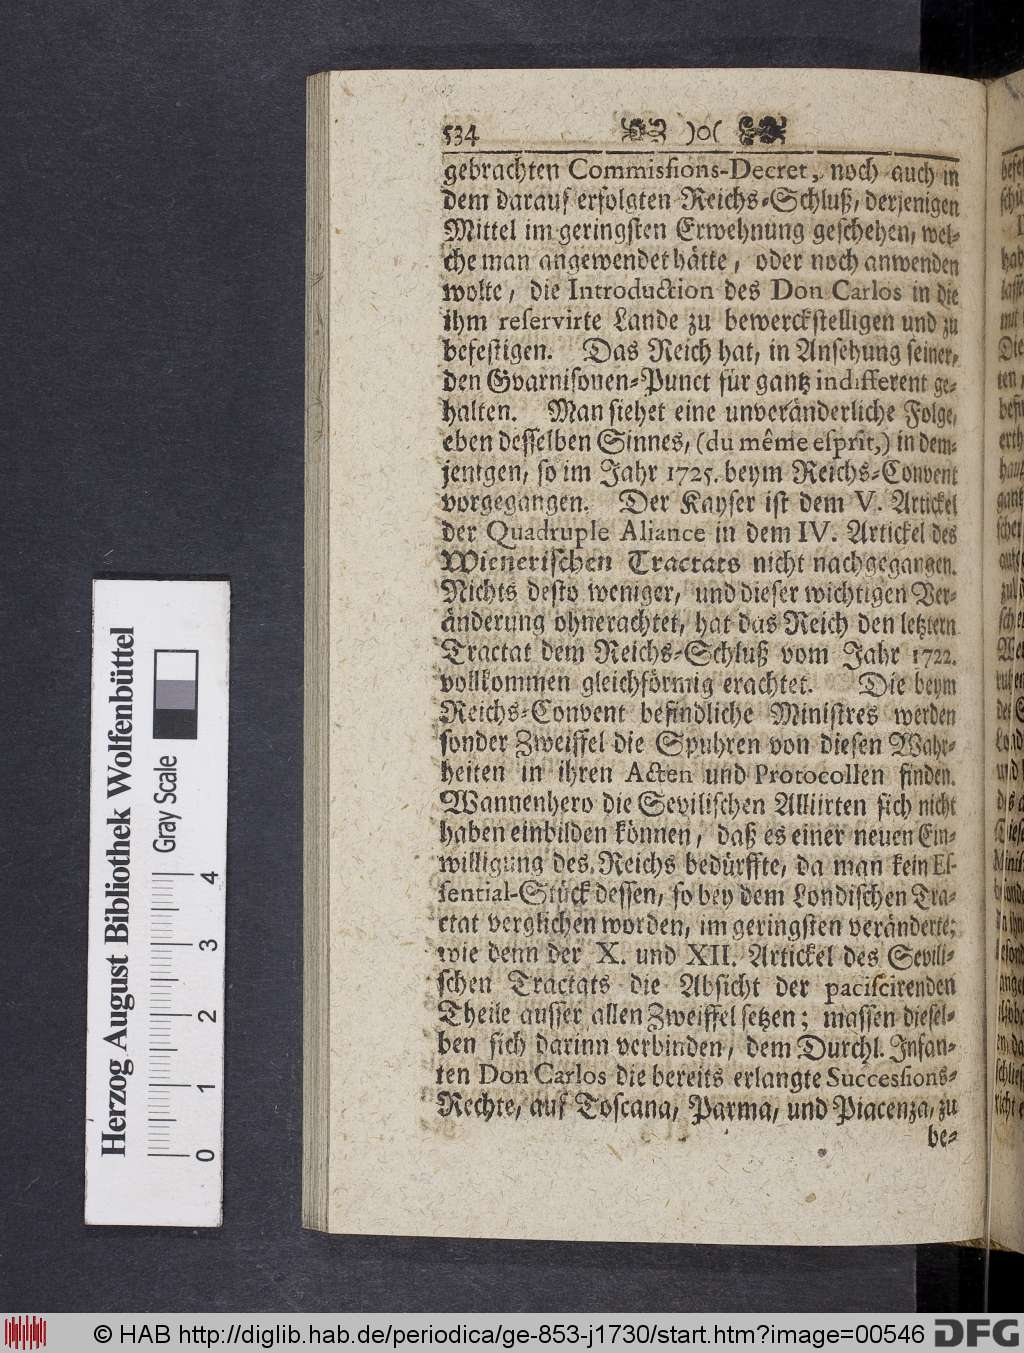 534 )o(
gebrachten Commissions-Decret, noch auch in
dem darauf erfolgten Reichs-Schluß, derjenigen
Mittel im geringsten Erwehnung geschehen, wel-
che man angewendet hätte, oder noch anwenden
wolte, die Introduction des Don Carlos in die
ihm reservirte Lande zu bewerckstelligen und zu
befestigen. Das Reich hat, in Ansehung seiner,
den Gvarnisonen-Punct für gantz indifferent ge-
halten. Man siehet eine unveränderliche Folge,
eben desselben Sinnes, (du même esprit,) in dem-
jenigen, so im Jahr 1725. beym Reichs-Convent
vorgegangen. Der Kayser ist dem V. Artickel
der Quadruple Aliance in dem IV. Artickel des
Wienerischen Tractats nicht nachgegangen.
Nichts desto weniger, und dieser wichtigen Ver-
änderung ohnerachtet, hat das Reich den letztern
Tractat dem Reichs-Schluß vom Jahr 1722.
vollkommen gleichförmig erachtet. Die beym
Reichs-Convent befindliche Ministres werden
sonder Zweiffel die Spuhren von diesen Wahr-
heiten in ihren Acten und Protocollen finden.
Wannenhero die Sevilischen Alliirten sich nicht
haben einbilden können, daß es einer neuen Ein-
willigung des Reichs bedürffte, da man kein Es-
sential-Stück dessen, so bey dem Londischen Tra-
ctat verglichen worden, im geringsten veränderte;
wie denn der X. und XII. Artickel des Sevili-
schen Tractats die Absicht der paciscirenden
Theile ausser allen Zweiffel setzen; massen diesel-
ben sich darinn verbinden, dem Durchl. Infan-
ten Don Carlos die bereits erlangte Successions-
Rechte, auf Toscana, Parma, und Piacenza, zu
be-
Herzog August Bibliothek Wolfenbüttel
Gray Scale
0 1 2 3 4
© HAB http://diglib.hab.de/periodica/ge-853-j1730/start.htm?image=00546 DFG